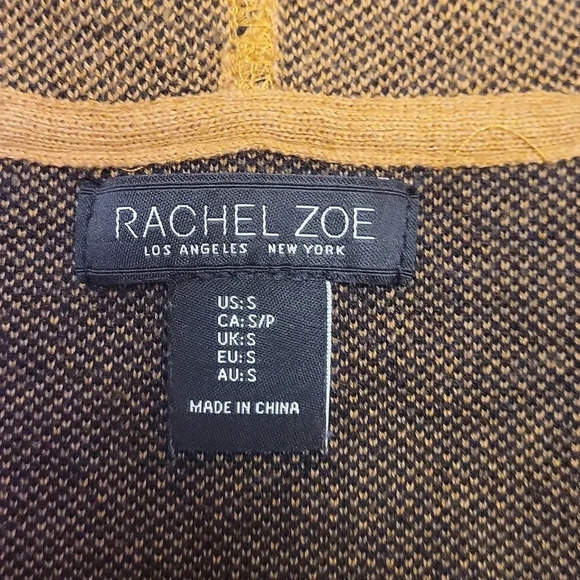 RACHEL ZOE
LOS ANGELES NEW YORK
US: S
CA: S/P
UK: S
EU: S
AU: S
MADE IN CHINA